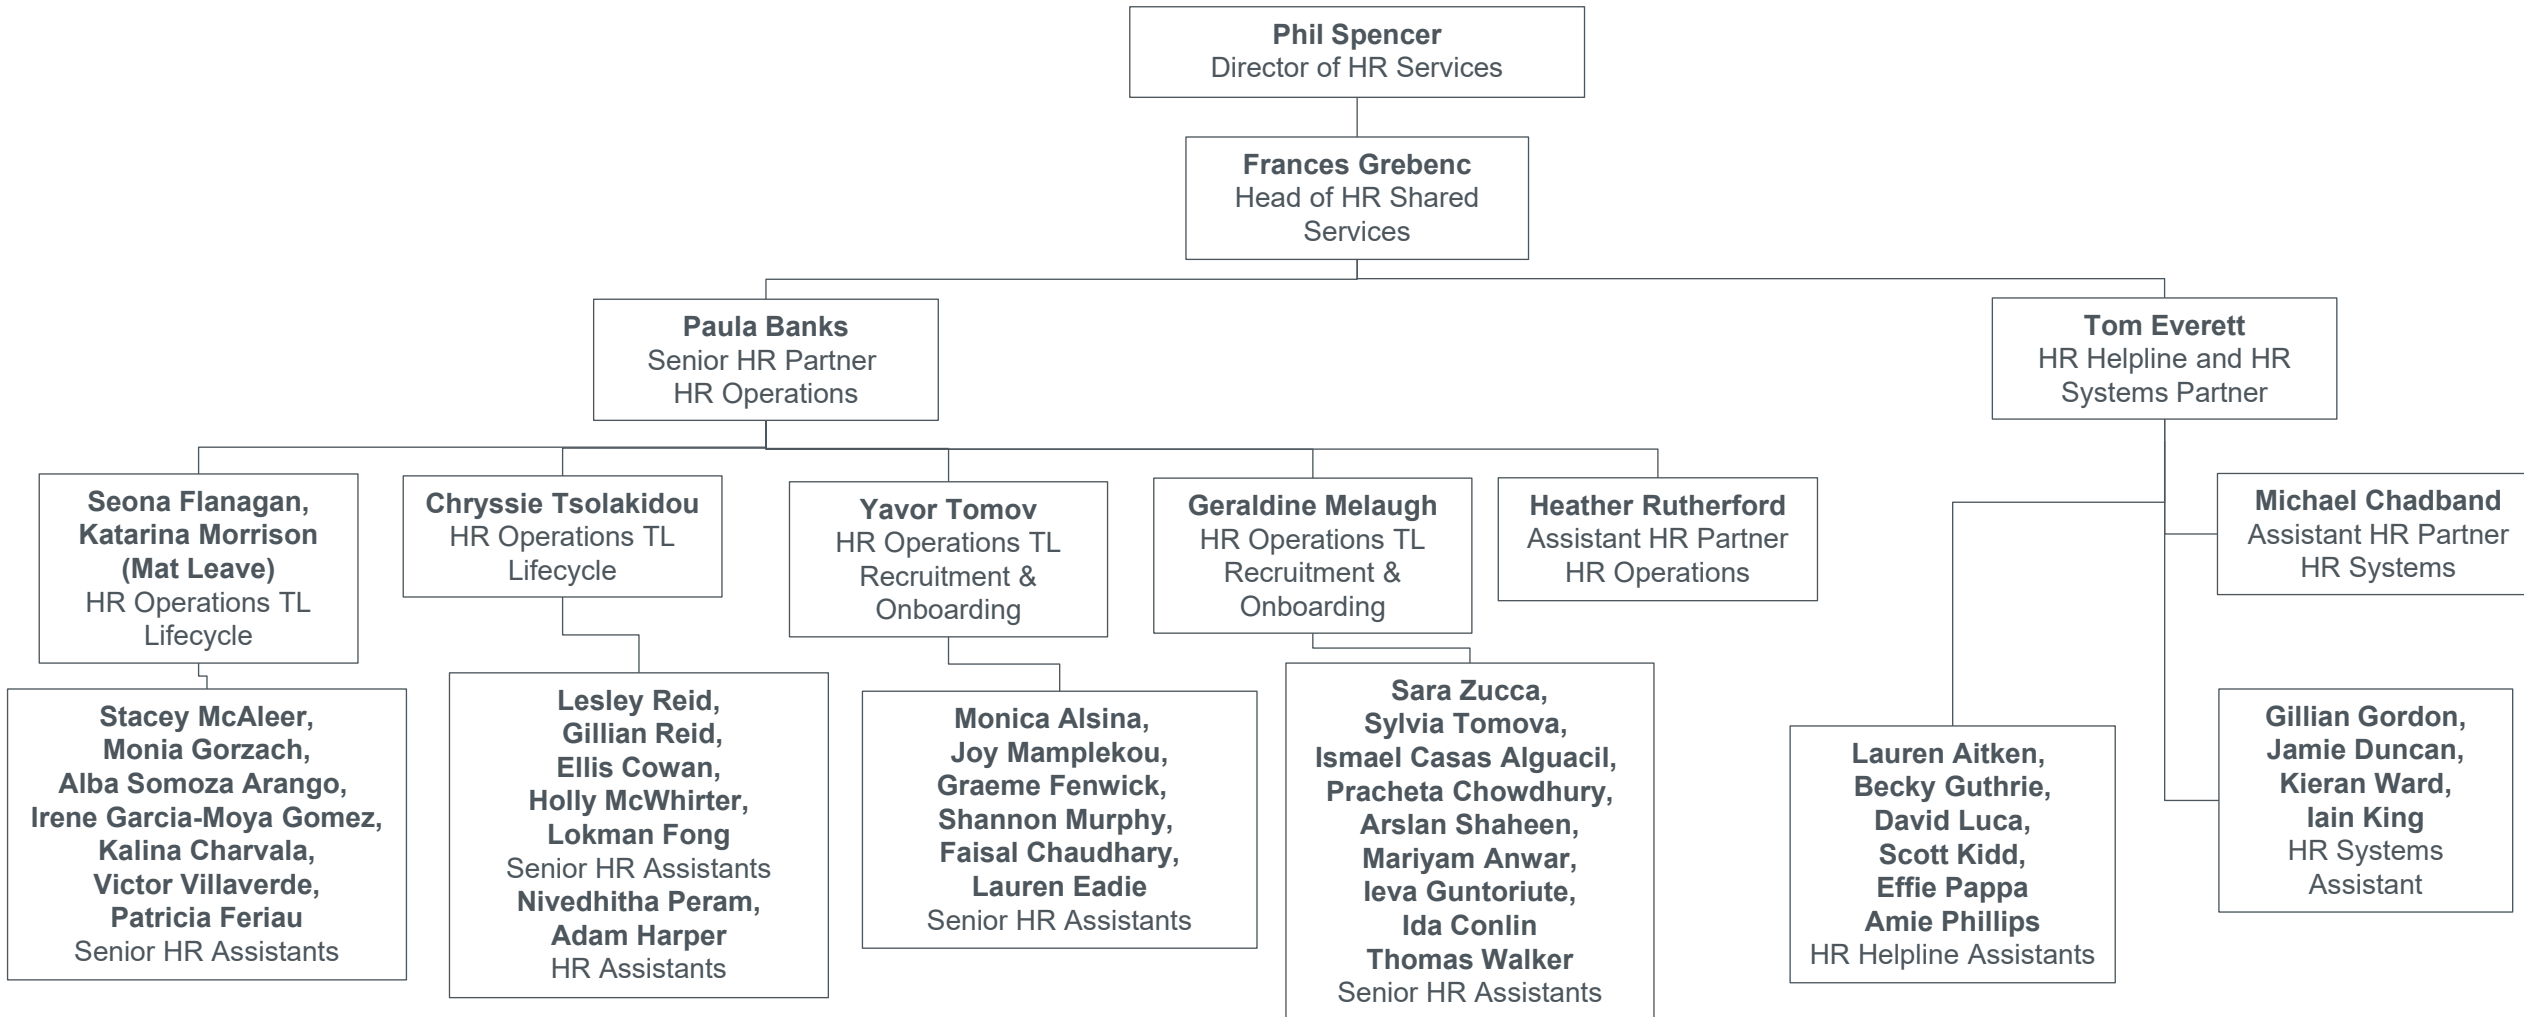 Phil Spencer
Director of HR Services
Frances Grebenc
Head of HR Shared
Services
Paula Banks
Senior HR Partner
HR Operations
Tom Everett
HR Helpline and HR
Systems Partner
Seona Flanagan,
Katarina Morrison
(Mat Leave)
HR Operations TL
Lifecycle
Chryssie Tsolakidou
HR Operations TL
Lifecycle
Yavor Tomov
HR Operations TL
Recruitment &
Onboarding
Geraldine Melaugh
HR Operations TL
Recruitment &
Onboarding
Heather Rutherford
Assistant HR Partner
HR Operations
Michael Chadband
Assistant HR Partner
HR Systems
Stacey McAleer,
Monia Gorzach,
Alba Somoza Arango,
Irene Garcia-Moya Gomez,
Kalina Charvala,
Victor Villaverde,
Patricia Feriau
Senior HR Assistants
Lesley Reid,
Gillian Reid,
Ellis Cowan,
Holly McWhirter,
Lokman Fong
Senior HR Assistants
Nivedhitha Peram,
Adam Harper
HR Assistants
Monica Alsina,
Joy Mamplekou,
Graeme Fenwick,
Shannon Murphy,
Faisal Chaudhary,
Lauren Eadie
Senior HR Assistants
Sara Zucca,
Sylvia Tomova,
Ismael Casas Alguacil,
Pracheta Chowdhury,
Arslan Shaheen,
Mariyam Anwar,
Ieva Guntoriute,
Ida Conlin
Thomas Walker
Senior HR Assistants
Lauren Aitken,
Becky Guthrie,
David Luca,
Scott Kidd,
Effie Pappa
Amie Phillips
HR Helpline Assistants
Gillian Gordon,
Jamie Duncan,
Kieran Ward,
Iain King
HR Systems
Assistant